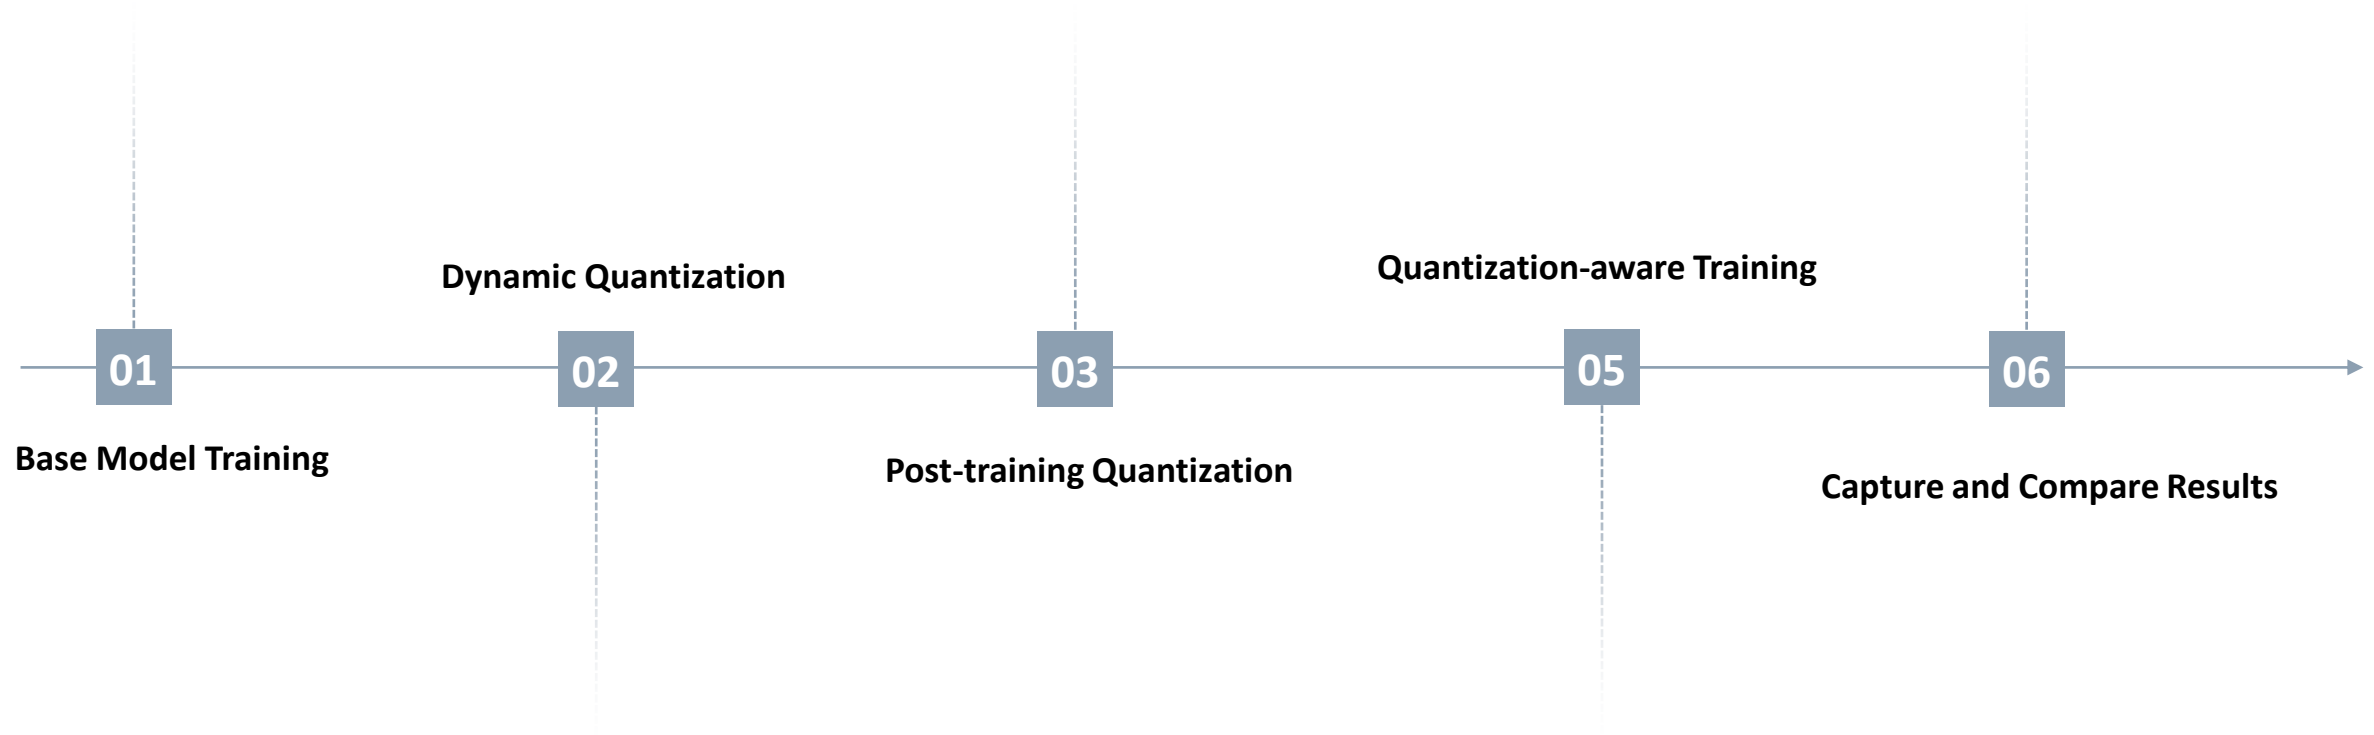 01
Base Model Training
Dynamic Quantization
02
03
Post-training Quantization
Quantization-aware Training
05
06
Capture and Compare Results